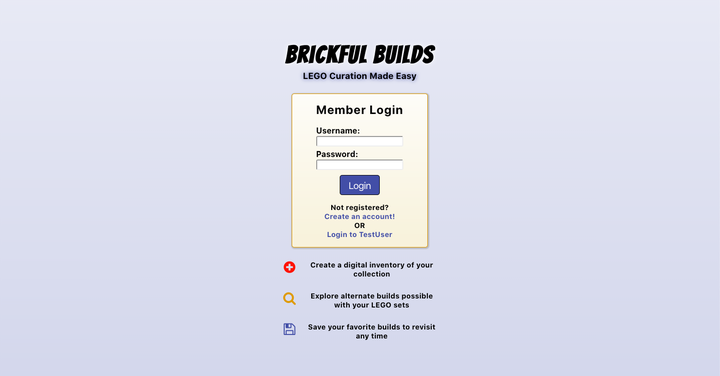 BRICKFUL BUILDS
LEGO Curation Made Easy
Member Login
Username:
Password:
Login
Not registered?
Create an account!
OR
Login to TestUser
Create a digital inventory of your
collection
Explore alternate builds possible
with your LEGO sets
Save your favorite builds to revisit
any time